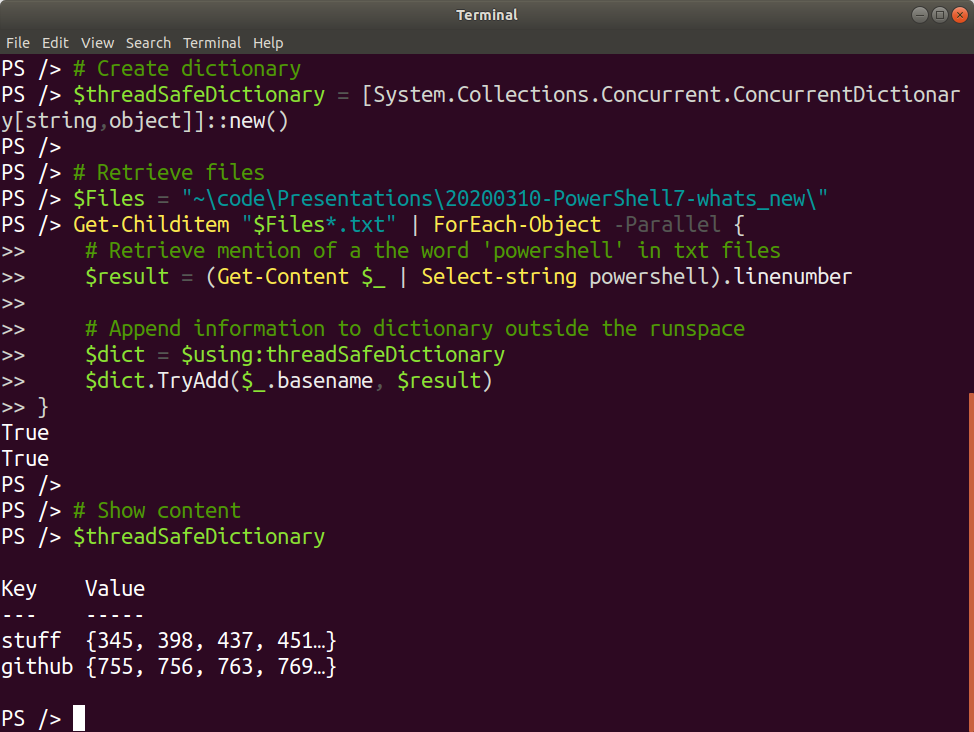 Terminal
File Edit View Search Terminal Help
PS /> # Create dictionary
PS /> $threadSafeDictionary = [System.Collections.Concurrent.ConcurrentDictionar
y[string,object]]::new()
PS />
PS /> # Retrieve files
PS /> $Files = "~\code\Presentations\20200310-PowerShell7-whats_new\"
PS /> Get-Childitem "$Files*.txt" | ForEach-Object -Parallel {
>>     # Retrieve mention of a the word 'powershell' in txt files
>>     $result = (Get-Content $_ | Select-string powershell).linenumber
>>
>>     # Append information to dictionary outside the runspace
>>     $dict = $using:threadSafeDictionary
>>     $dict.TryAdd($_.basename, $result)
>> }
True
True
PS />
PS /> # Show content
PS /> $threadSafeDictionary
Key    Value
---    -----
stuff  {345, 398, 437, 451…}
github {755, 756, 763, 769…}
PS />